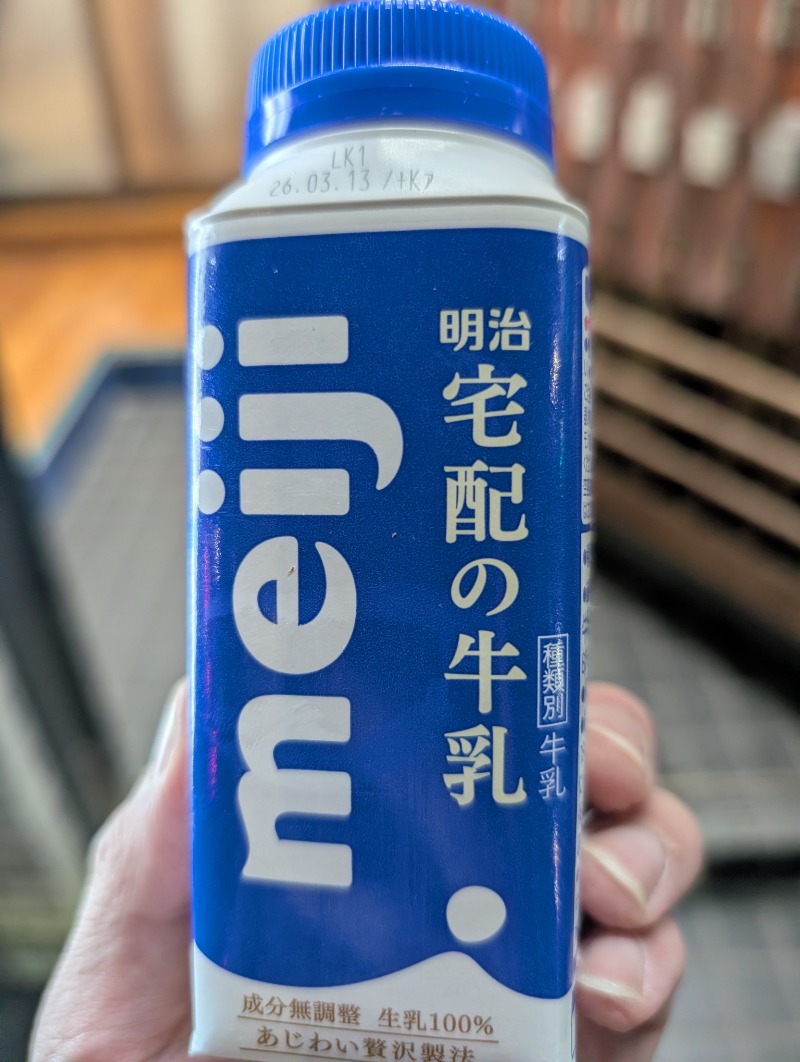 LK1
26.03.13 /+Kア
meiji
明治
宅配の牛乳
種類別
牛乳
成分無調整 生乳100%
あじわい贅沢製法